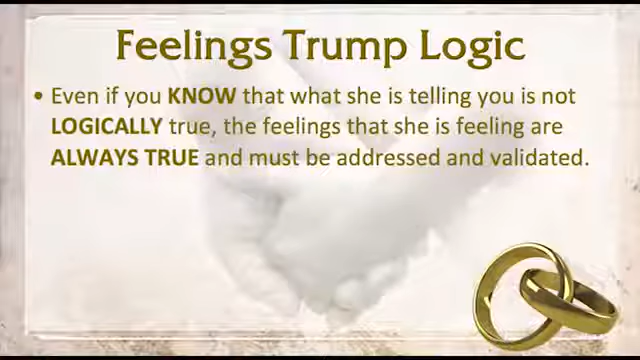 Feelings Trump Logic
• Even if you KNOW that what she is telling you is not
LOGICALLY true, the feelings that she is feeling are
ALWAYS TRUE and must be addressed and validated.